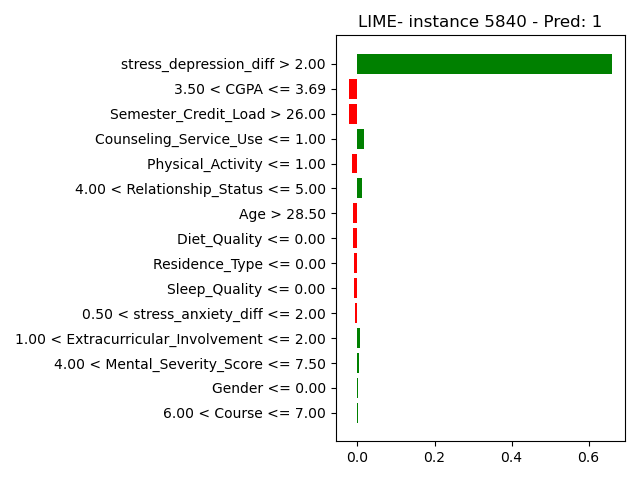 LIME- instance 5840 - Pred: 1
stress_depression_diff > 2.00
3.50 < CGPA <= 3.69
Semester_Credit_Load > 26.00
Counseling_Service_Use <= 1.00
Physical_Activity <= 1.00
4.00 < Relationship_Status <= 5.00
Age > 28.50
Diet_Quality <= 0.00
Residence_Type <= 0.00
Sleep_Quality <= 0.00
0.50 < stress_anxiety_diff <= 2.00
1.00 < Extracurricular_Involvement <= 2.00
4.00 < Mental_Severity_Score <= 7.50
Gender <= 0.00
6.00 < Course <= 7.00
0.0 0.2 0.4 0.6